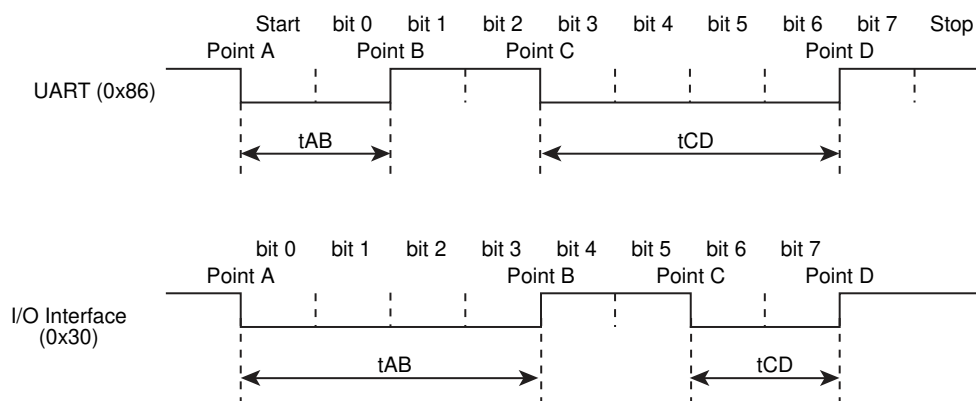 Start bit 0 bit 1 bit 2 bit 3 bit 4 bit 5 bit 6 bit 7 Stop
Point A Point B Point C Point D
UART (0x86)
tAB tCD
bit 0 bit 1 bit 2 bit 3 bit 4 bit 5 bit 6 bit 7
Point A Point B Point C Point D
I/O Interface
(0x30)
tAB tCD